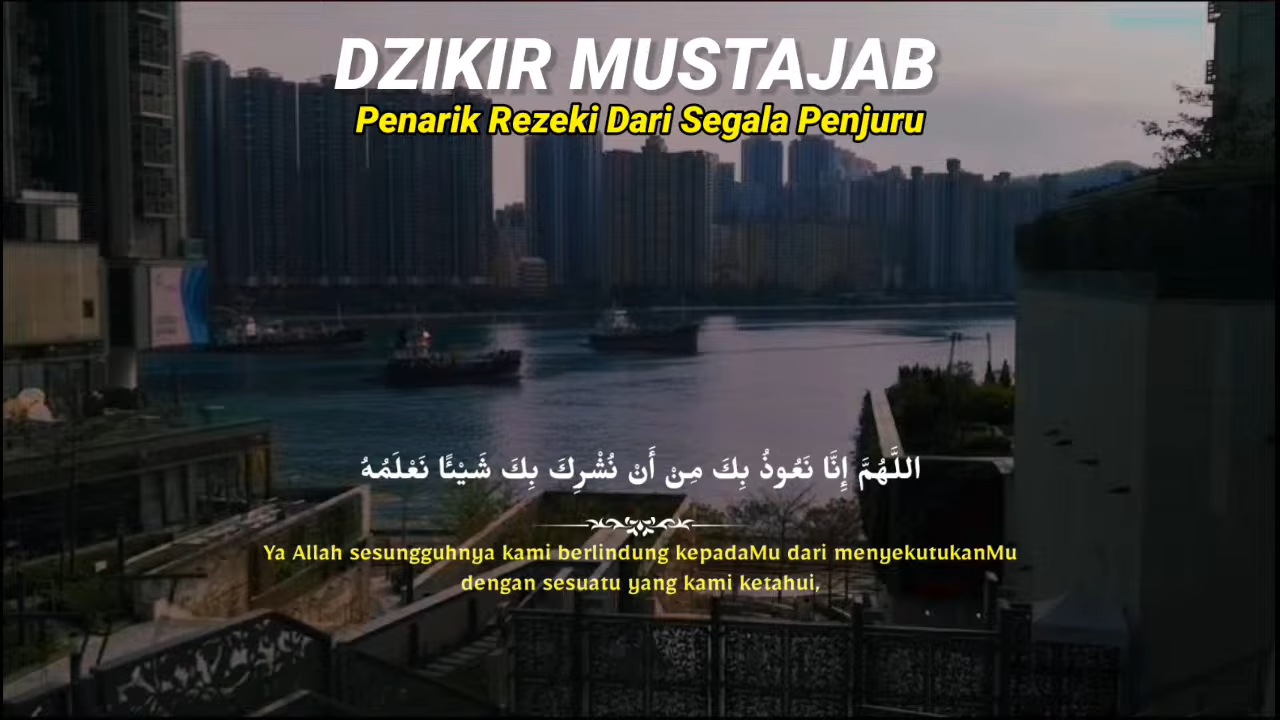 DZIKIR MUSTAJAB
Penarik Rezeki Dari Segala Penjuru
اللَّهُمَّ إِنَّا نَعُوذُ بِكَ مِنْ أَنْ نُشْرِكَ بِكَ شَيْئًا نَعْلَمُهُ
Ya Allah sesungguhnya kami berlindung kepadaMu dari menyekutukanMu
dengan sesuatu yang kami ketahui,